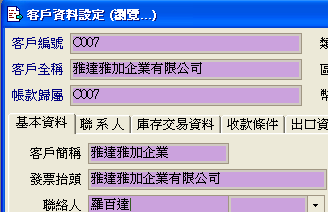 客戶資料設定 (瀏覽...)
客戶編號 C007
客戶全稱 雅達雅加企業有限公司
帳款歸屬 C007
基本資料 聯系人 庫存交易資料 收款條件 出口資
客戶簡稱 雅達雅加企業
發票抬頭 雅達雅加企業有限公司
聯絡人 羅百達